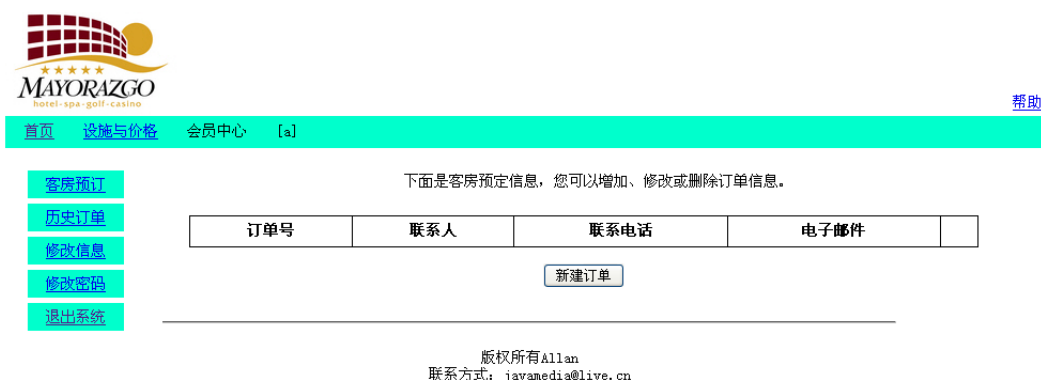 ★★★★★
MAYORAZGO
hotel-spa-golf-casino
帮助
首页 设施与价格 会员中心 [a]
客房预订
历史订单
修改信息
修改密码
退出系统
下面是客房预定信息，您可以增加、修改或删除订单信息。
订单号 联系人 联系电话 电子邮件
新建订单
版权所有Allan
联系方式：javamedia@live.cn